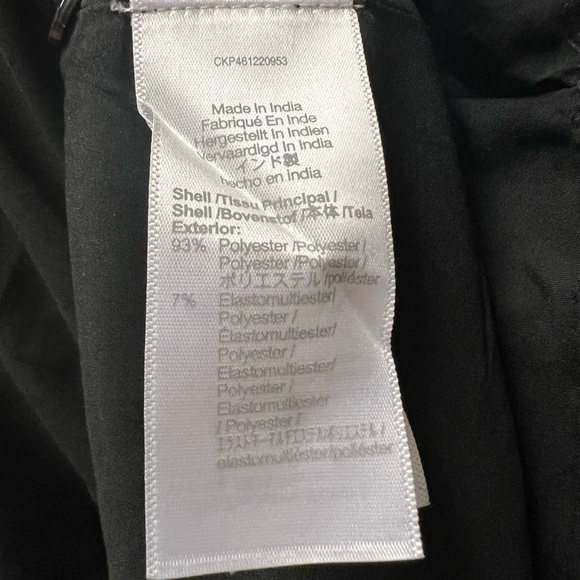 CKP461220953
Made In India
Fabriqué En Inde
Hergestellt In Indien
Vervaardigd In India
インド製
hecho en india
Shell /Tissu Principal /
Shell /Bovenstof /本体 /Tela
Exterior:
93% Polyester /Polyester /
Polyester /Polyester /
ポリエステル /poliéster
7% Elastomultiester/
Polyester /
Élastomultiester /
Polyester /
Elastomultiester /
Polyester /
Elastomultiester
/ Polyester /
elastomultiéster/poliéster